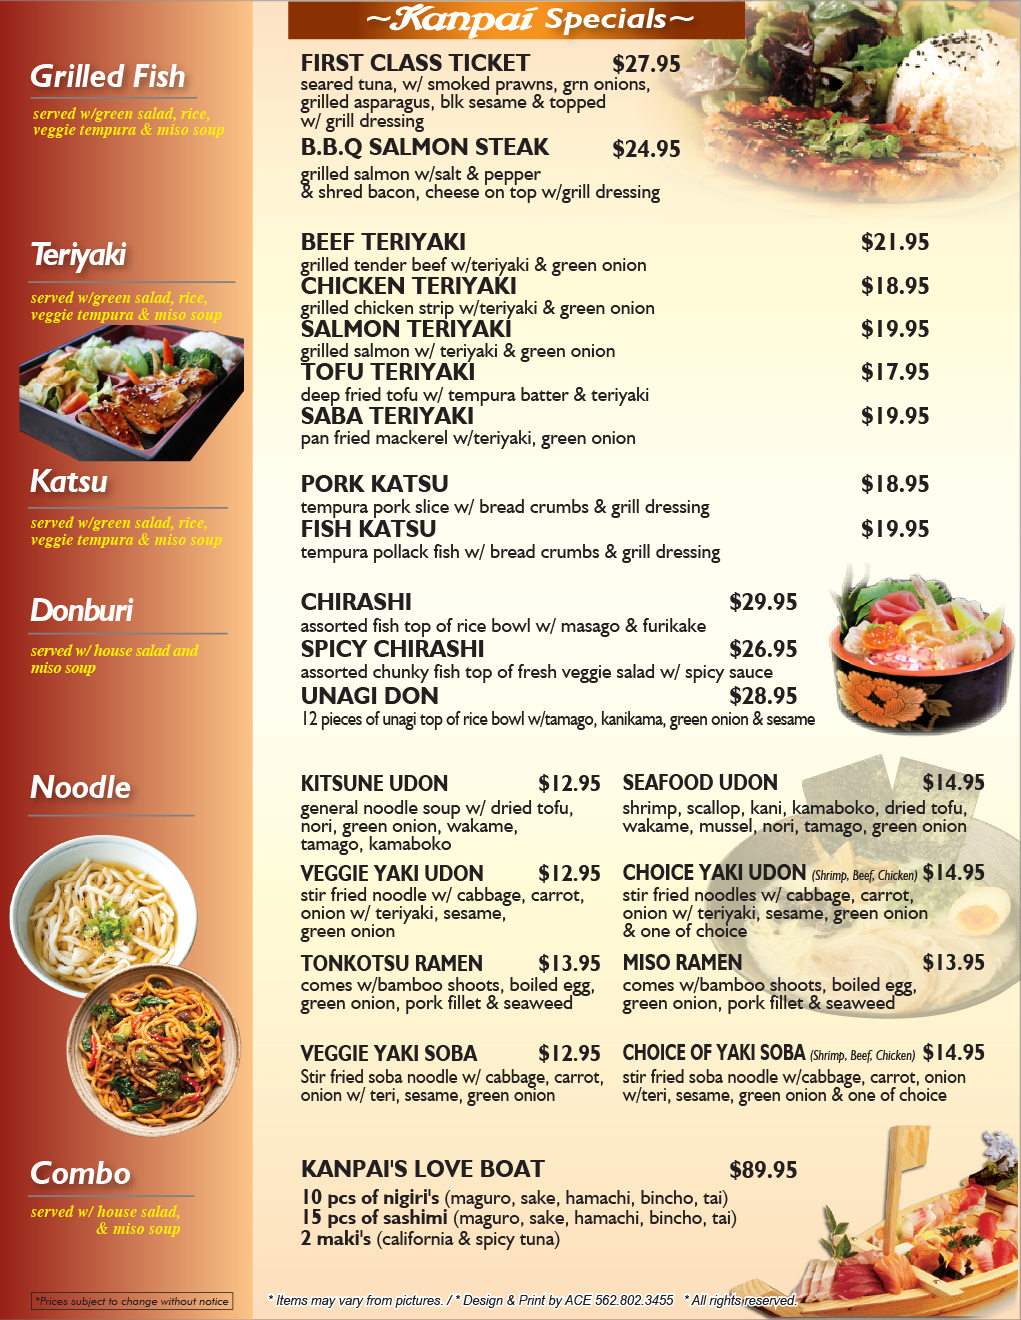 ~Kanpai Specials~
Grilled Fish
served w/green salad, rice,
veggie tempura & miso soup
FIRST CLASS TICKET $27.95
seared tuna, w/ smoked prawns, grn onions,
grilled asparagus, blk sesame & topped
w/ grill dressing
B.B.Q SALMON STEAK $24.95
grilled salmon w/salt & pepper
& shred bacon, cheese on top w/grill dressing
Teriyaki
served w/green salad, rice,
veggie tempura & miso soup
BEEF TERIYAKI $21.95
grilled tender beef w/teriyaki & green onion
CHICKEN TERIYAKI $18.95
grilled chicken strip w/teriyaki & green onion
SALMON TERIYAKI $19.95
grilled salmon w/ teriyaki & green onion
TOFU TERIYAKI $17.95
deep fried tofu w/ tempura batter & teriyaki
SABA TERIYAKI $19.95
pan fried mackerel w/teriyaki, green onion
Katsu
served w/green salad, rice,
veggie tempura & miso soup
PORK KATSU $18.95
tempura pork slice w/ bread crumbs & grill dressing
FISH KATSU $19.95
tempura pollack fish w/ bread crumbs & grill dressing
Donburi
served w/ house salad and
miso soup
CHIRASHI $29.95
assorted fish top of rice bowl w/ masago & furikake
SPICY CHIRASHI $26.95
assorted chunky fish top of fresh veggie salad w/ spicy sauce
UNAGI DON $28.95
12 pieces of unagi top of rice bowl w/tamago, kanikama, green onion & sesame
Noodle
KITSUNE UDON $12.95
general noodle soup w/ dried tofu,
nori, green onion, wakame,
tamago, kamaboko
SEAFOOD UDON $14.95
shrimp, scallop, kani, kamaboko, dried tofu,
wakame, mussel, nori, tamago, green onion
VEGGIE YAKI UDON $12.95
stir fried noodle w/ cabbage, carrot,
onion w/ teriyaki, sesame,
green onion
CHOICE YAKI UDON (Shrimp, Beef, Chicken) $14.95
stir fried noodles w/ cabbage, carrot,
onion w/ teriyaki, sesame, green onion
& one of choice
TONKOTSU RAMEN $13.95
comes w/bamboo shoots, boiled egg,
green onion, pork fillet & seaweed
MISO RAMEN $13.95
comes w/bamboo shoots, boiled egg,
green onion, pork fillet & seaweed
VEGGIE YAKI SOBA $12.95
Stir fried soba noodle w/ cabbage, carrot,
onion w/ teri, sesame, green onion
CHOICE OF YAKI SOBA (Shrimp, Beef, Chicken) $14.95
stir fried soba noodle w/cabbage, carrot, onion
w/teri, sesame, green onion & one of choice
Combo
served w/ house salad,
& miso soup
KANPAI'S LOVE BOAT $89.95
10 pcs of nigiri's (maguro, sake, hamachi, bincho, tai)
15 pcs of sashimi (maguro, sake, hamachi, bincho, tai)
2 maki's (california & spicy tuna)
*Prices subject to change without notice
* Items may vary from pictures. / * Design & Print by ACE 562.802.3455 * All rights reserved.